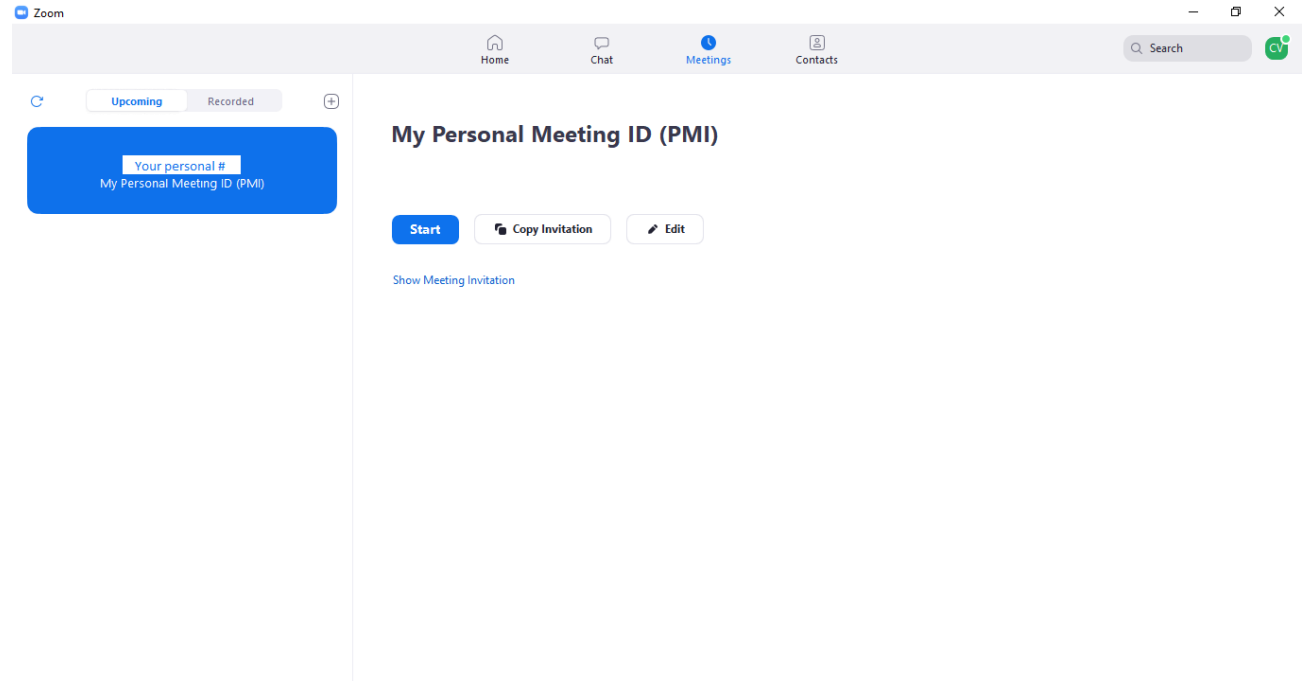 Zoom
Home Chat Meetings Contacts
Search
CV
Upcoming Recorded
Your personal #
My Personal Meeting ID (PMI)
My Personal Meeting ID (PMI)
Start Copy Invitation Edit
Show Meeting Invitation